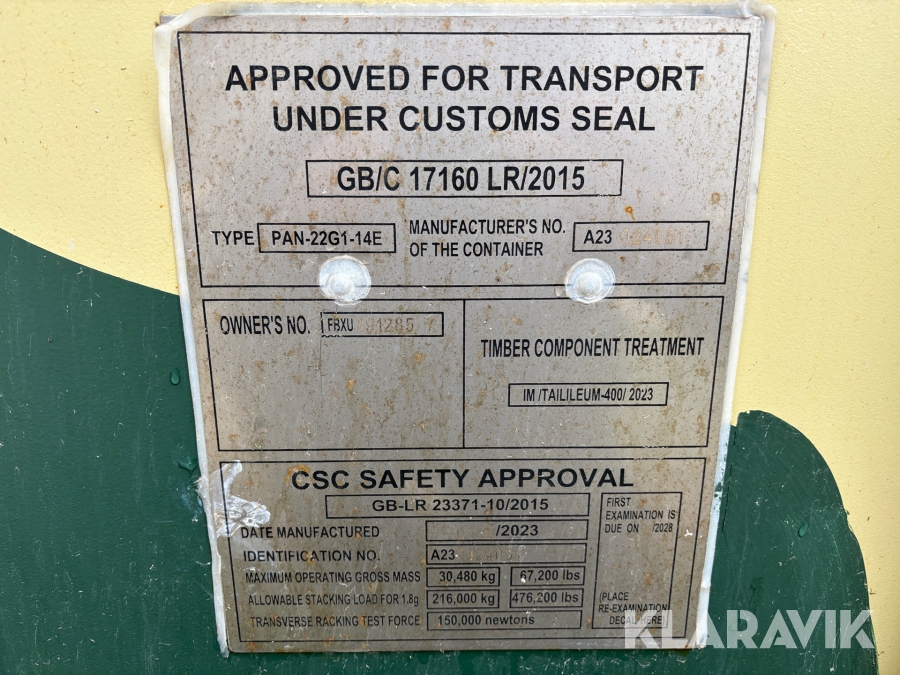 APPROVED FOR TRANSPORT
UNDER CUSTOMS SEAL
GB/C 17160 LR/2015
TYPE PAN-22G1-14E MANUFACTURER'S NO. OF THE CONTAINER A23
OWNER'S NO. FBXU 91285 7
TIMBER COMPONENT TREATMENT
IM /TAILILEUM-400/ 2023
CSC SAFETY APPROVAL
GB-LR 23371-10/2015
DATE MANUFACTURED /2023
IDENTIFICATION NO. A23
MAXIMUM OPERATING GROSS MASS 30,480 kg 67,200 lbs
ALLOWABLE STACKING LOAD FOR 1.8g 216,000 kg 476,200 lbs
TRANSVERSE RACKING TEST FORCE 150,000 newtons
FIRST
EXAMINATION IS
DUE ON /2028
PLACE
RE-EXAMINATION
DECAL HERE
KLARAVIK